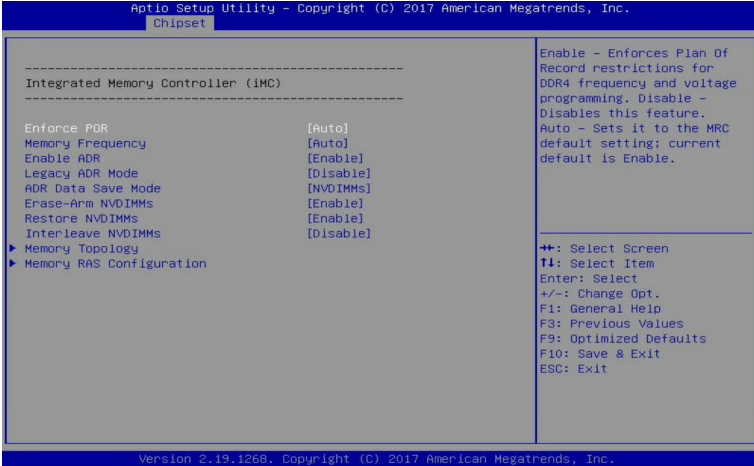 Aptio Setup Utility – Copyright (C) 2017 American Megatrends, Inc.
Chipset
Integrated Memory Controller (iMC)
Enforce POR [Auto]
Memory Frequency [Auto]
Enable ADR [Enable]
Legacy ADR Mode [Disable]
ADR Data Save Mode [NVDIMMs]
Erase-Arm NVDIMMs [Enable]
Restore NVDIMMs [Enable]
Interleave NVDIMMs [Disable]
Memory Topology
Memory RAS Configuration
Enable – Enforces Plan Of
Record restrictions for
DDR4 frequency and voltage
programming. Disable –
Disables this feature.
Auto – Sets it to the MRC
default setting; current
default is Enable.
→←: Select Screen
↑↓: Select Item
Enter: Select
+/-: Change Opt.
F1: General Help
F3: Previous Values
F9: Optimized Defaults
F10: Save & Exit
ESC: Exit
Version 2.19.1268. Copyright (C) 2017 American Megatrends, Inc.